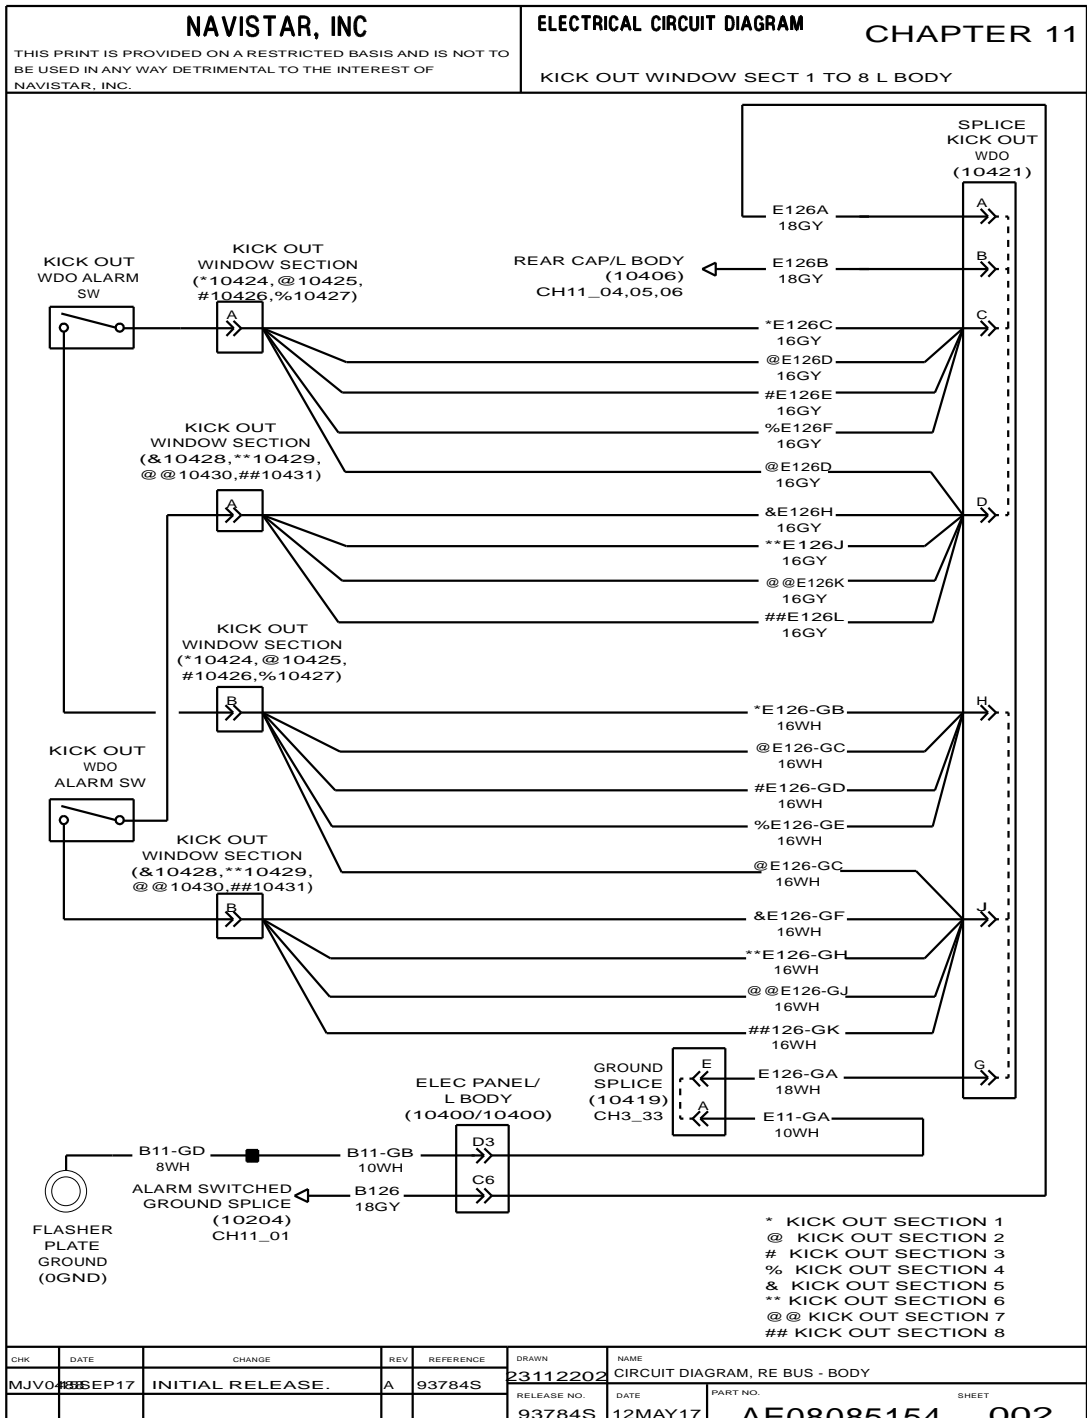 NAVISTAR, INC
THIS PRINT IS PROVIDED ON A RESTRICTED BASIS AND IS NOT TO
BE USED IN ANY WAY DETRIMENTAL TO THE INTEREST OF
NAVISTAR, INC.
ELECTRICAL CIRCUIT DIAGRAM
CHAPTER 11
KICK OUT WINDOW SECT 1 TO 8 L BODY
SPLICE
KICK OUT
WDO
(10421)
A
E126A
18GY
B
E126B
18GY
REAR CAP/L BODY
(10406)
CH11_04,05,06
KICK OUT
WDO ALARM
SW
KICK OUT
WINDOW SECTION
(*10424,@10425,
#10426,%10427)
A
*E126C
16GY
C
@E126D
16GY
#E126E
16GY
%E126F
16GY
@E126D
16GY
KICK OUT
WINDOW SECTION
(&10428,**10429,
@@10430,##10431)
A
&E126H
16GY
D
**E126J
16GY
@@E126K
16GY
##E126L
16GY
KICK OUT
WINDOW SECTION
(*10424,@10425,
#10426,%10427)
B
*E126-GB
16WH
H
@E126-GC
16WH
#E126-GD
16WH
%E126-GE
16WH
@E126-GC
16WH
KICK OUT
WDO
ALARM SW
KICK OUT
WINDOW SECTION
(&10428,**10429,
@@10430,##10431)
B
&E126-GF
16WH
J
**E126-GH
16WH
@@E126-GJ
16WH
##126-GK
16WH
GROUND
SPLICE
(10419)
CH3_33
E
E126-GA
18WH
G
A
E11-GA
10WH
ELEC PANEL/
L BODY
(10400/10400)
D3
C6
B11-GD
8WH
B11-GB
10WH
B126
18GY
ALARM SWITCHED
GROUND SPLICE
(10204)
CH11_01
FLASHER
PLATE
GROUND
(0GND)
* KICK OUT SECTION 1
@ KICK OUT SECTION 2
# KICK OUT SECTION 3
% KICK OUT SECTION 4
& KICK OUT SECTION 5
** KICK OUT SECTION 6
@@ KICK OUT SECTION 7
## KICK OUT SECTION 8
CHK DATE CHANGE REV REFERENCE
INITIAL RELEASE. A 93784S
DRAWN
23112202
NAME
CIRCUIT DIAGRAM, RE BUS - BODY
RELEASE NO.
93784S
DATE
12MAY17
PART NO.
AE08085154
SHEET
002